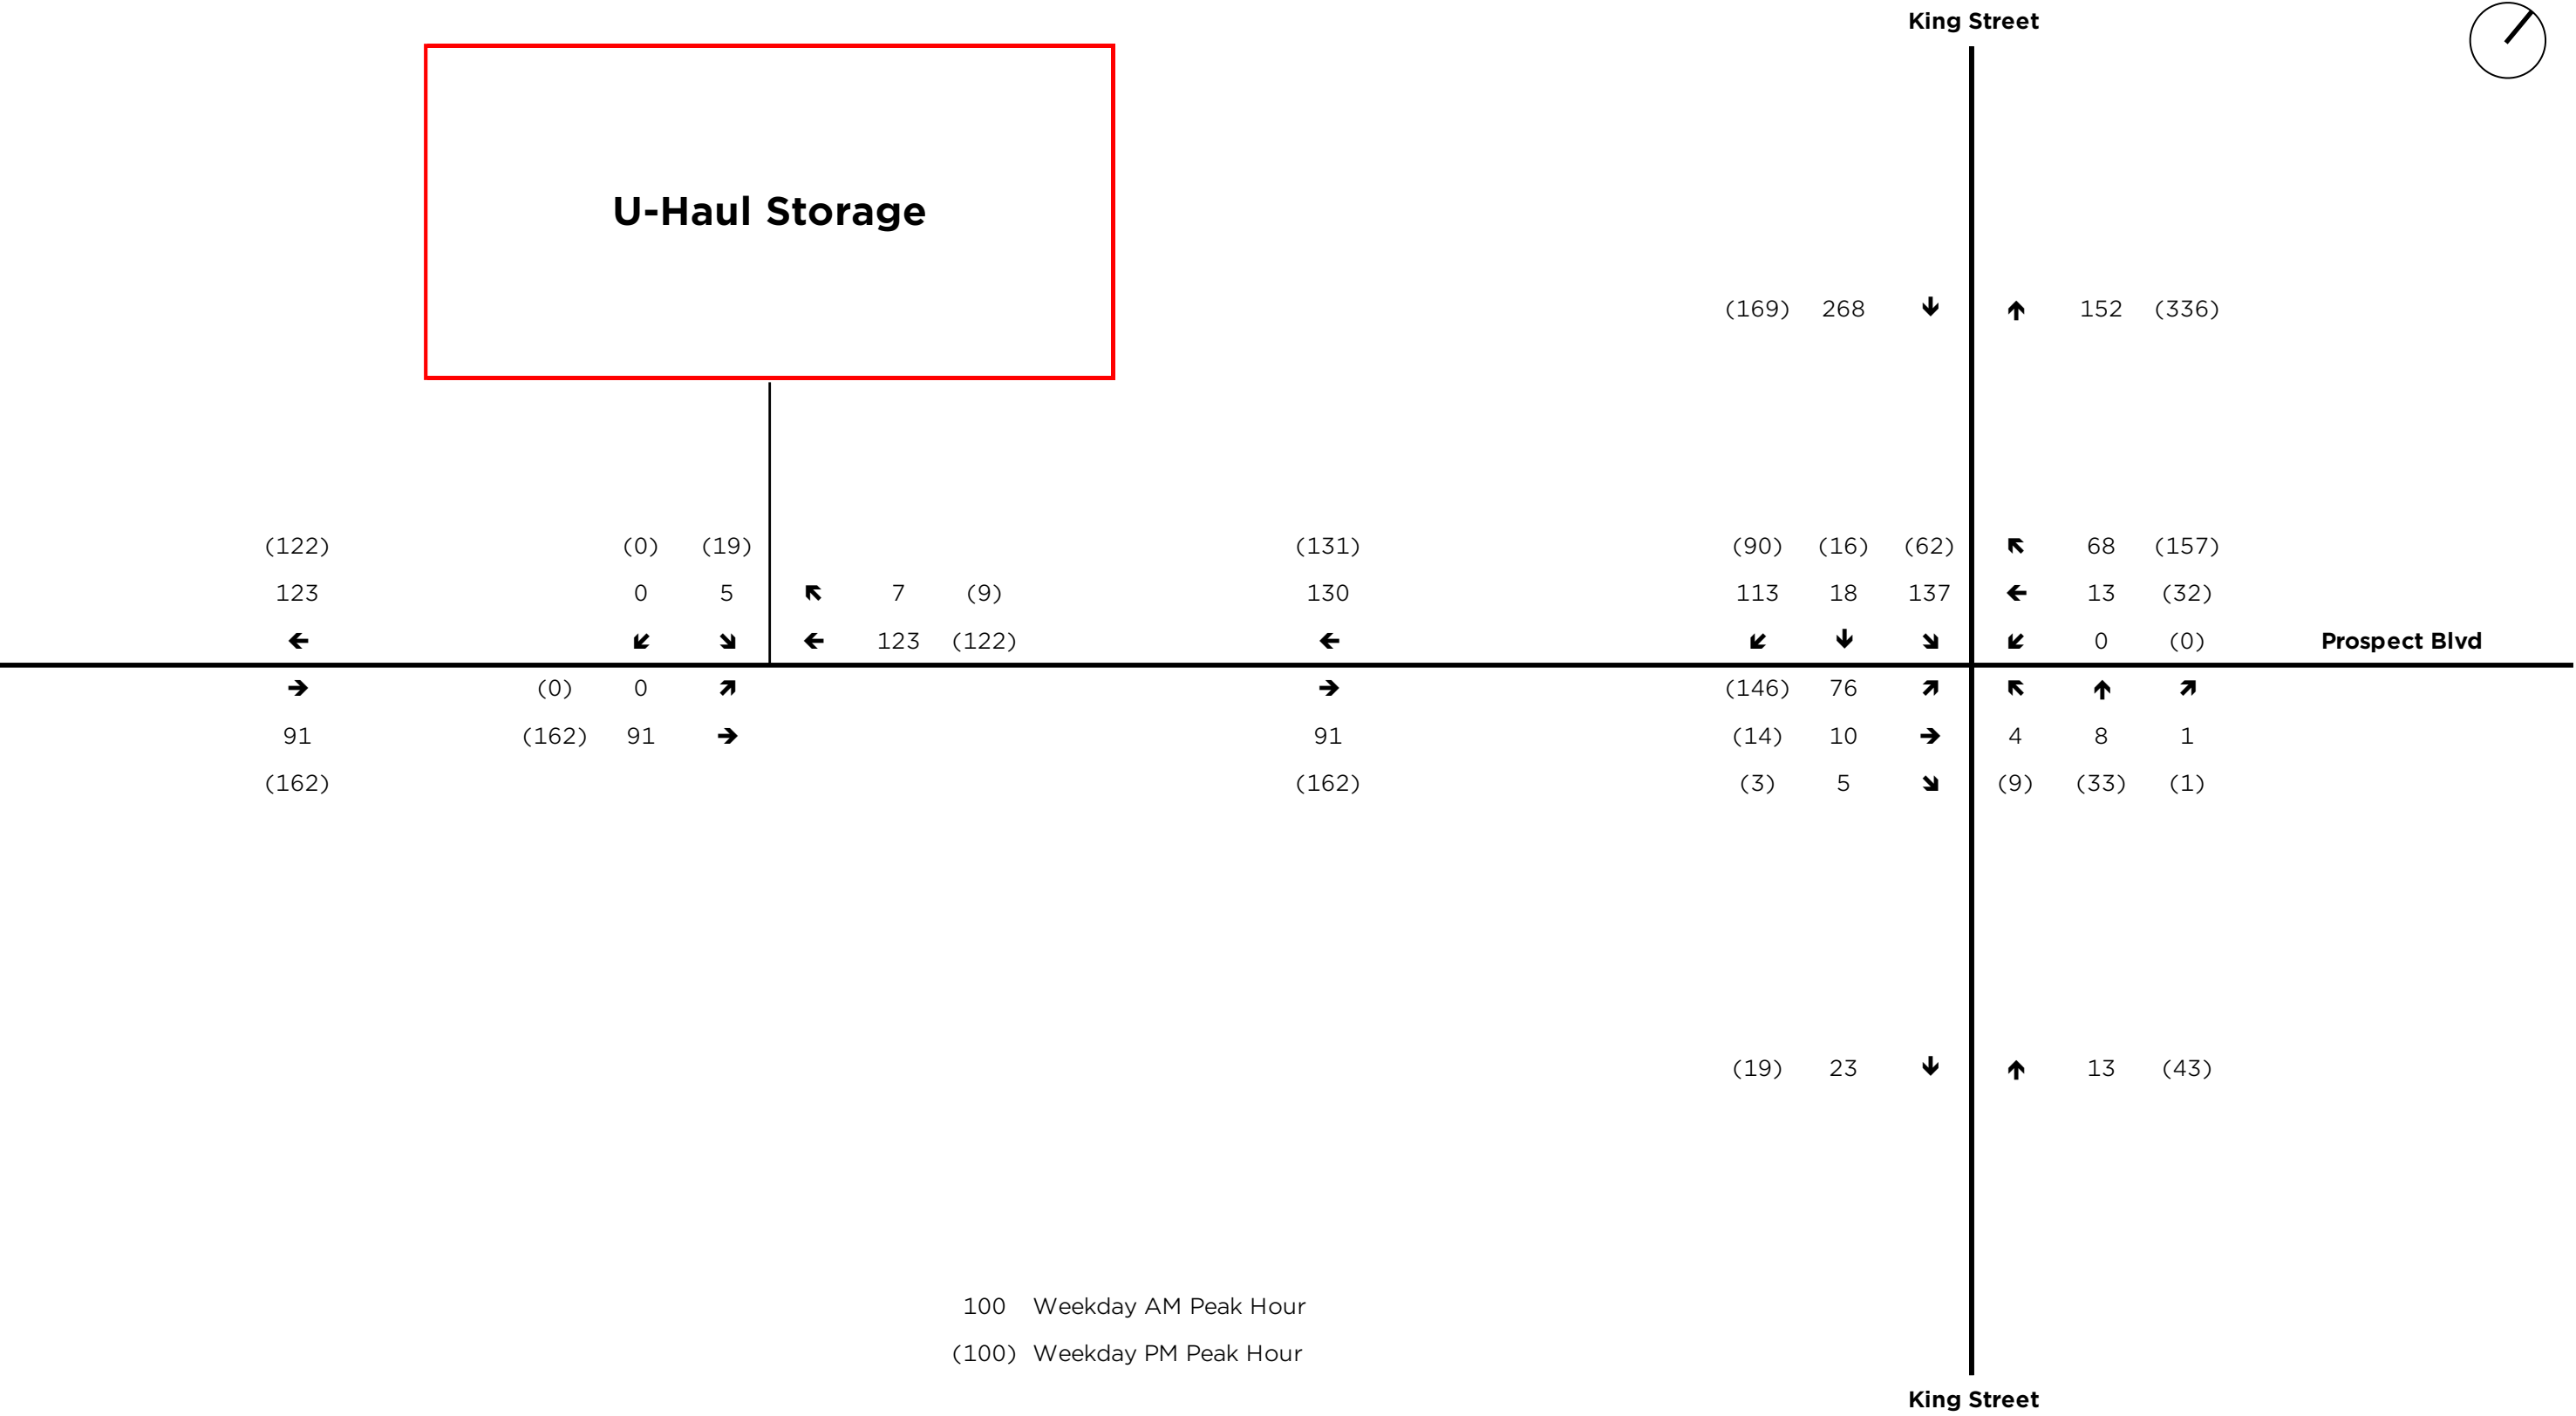 King Street
U-Haul Storage
(169) 268 ↓ ↑ 152 (336)
(122) (0) (19) (131) (90) (16) (62) ↖ 68 (157)
123 0 5 ↖ 7 (9) 130 113 18 137 ← 13 (32)
← ↙ ↘ ← 123 (122) ← ↙ ↓ ↘ ↙ 0 (0) Prospect Blvd
→ (0) 0 ↗ → (146) 76 ↗ ↖ ↑ ↗
91 (162) 91 → 91 (14) 10 → 4 8 1
(162) (162) (3) 5 ↘ (9) (33) (1)
(19) 23 ↓ ↑ 13 (43)
100 Weekday AM Peak Hour
(100) Weekday PM Peak Hour
King Street